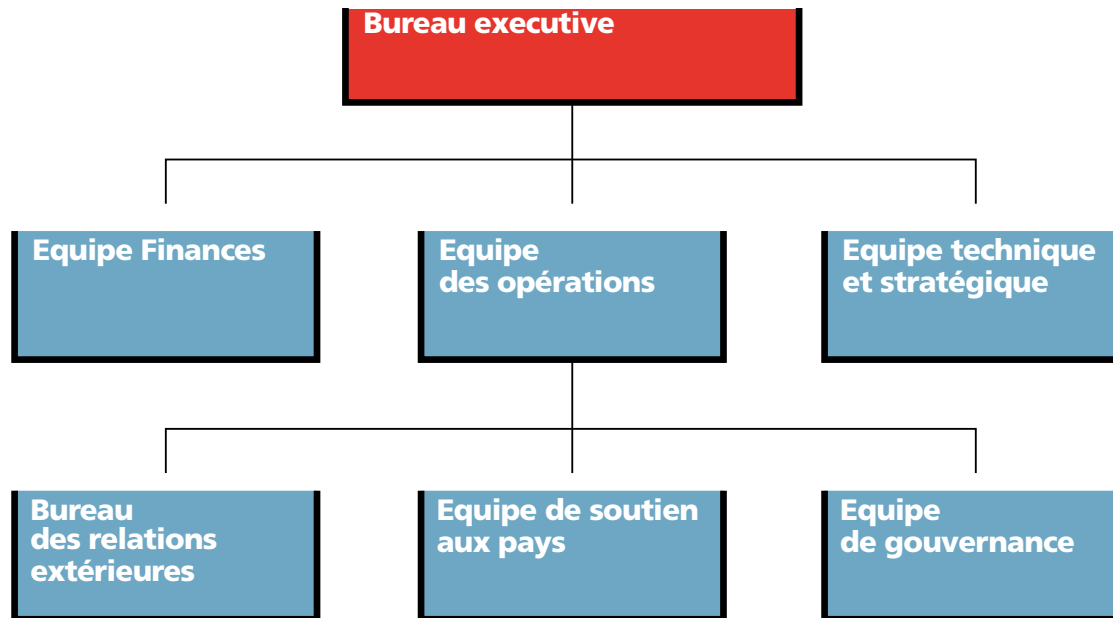 Bureau executive
Equipe Finances
Equipe
des opérations
Equipe technique
et stratégique
Bureau
des relations
extérieures
Equipe de soutien
aux pays
Equipe
de gouvernance